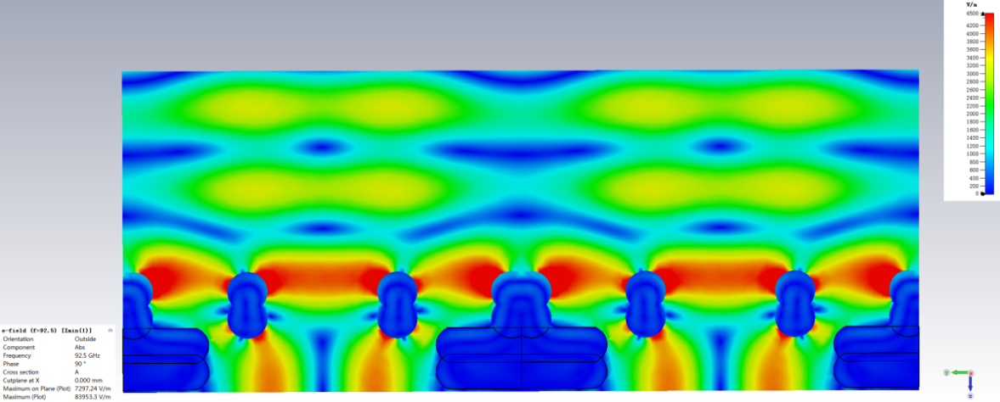 V/m
4500
4200
4000
3800
3600
3400
3200
3000
2800
2600
2400
2200
2000
1800
1600
1400
1200
1000
800
600
400
200
0
e-field (f=92.5) [Zmin(1)]
Orientation Outside
Component Abs
Frequency 92.5 GHz
Phase 90 °
Cross section A
Cutplane at X 0.000 mm
Maximum on Plane (Plot) 7297.24 V/m
Maximum (Plot) 83953.3 V/m